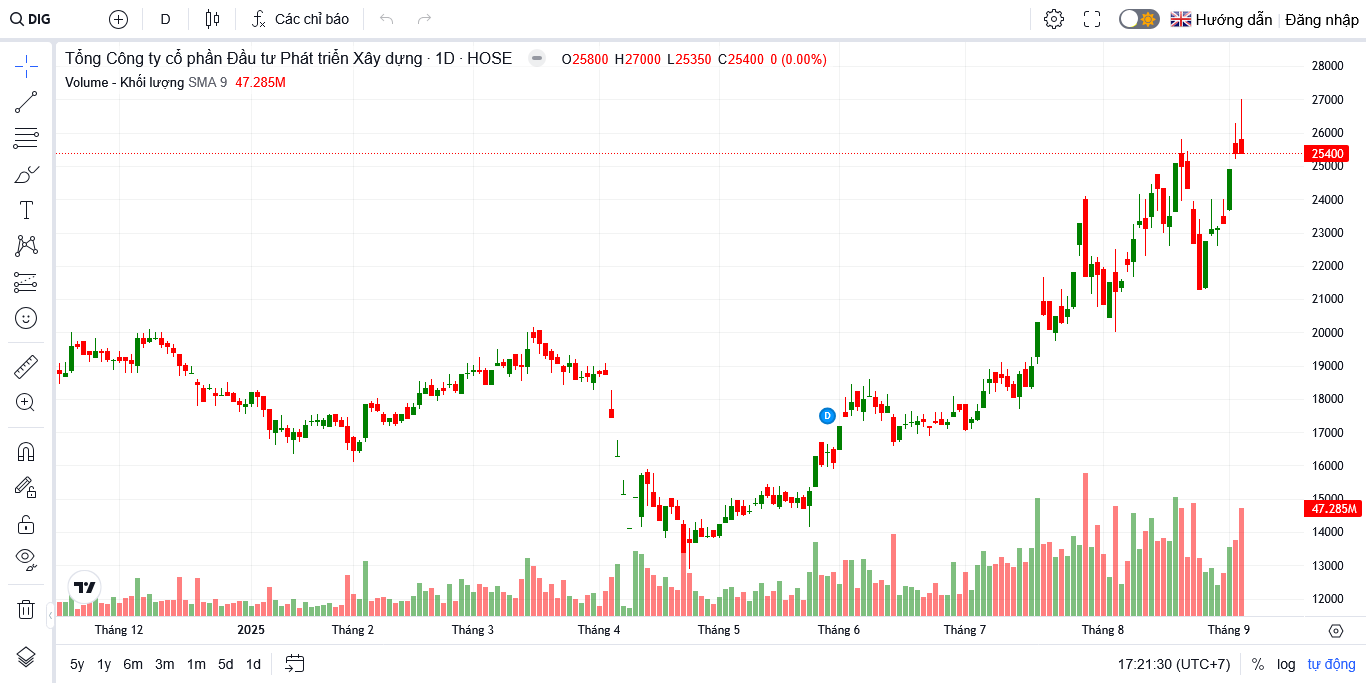 DIG D Các chỉ báo Hướng dẫn Đăng nhập
Tổng Công ty cổ phần Đầu tư Phát triển Xây dựng · 1D · HOSE O25800 H27000 L25350 C25400 0 (0.00%)
Volume - Khối lượng SMA 9 47.285M
28000
27000
26000
25400
25000
24000
23000
22000
21000
20000
19000
18000
D
17000
16000
15000
47.285M
14000
13000
12000
Tháng 12 2025 Tháng 2 Tháng 3 Tháng 4 Tháng 5 Tháng 6 Tháng 7 Tháng 8 Tháng 9
5y 1y 6m 3m 1m 5d 1d 17:21:30 (UTC+7) % log tự động